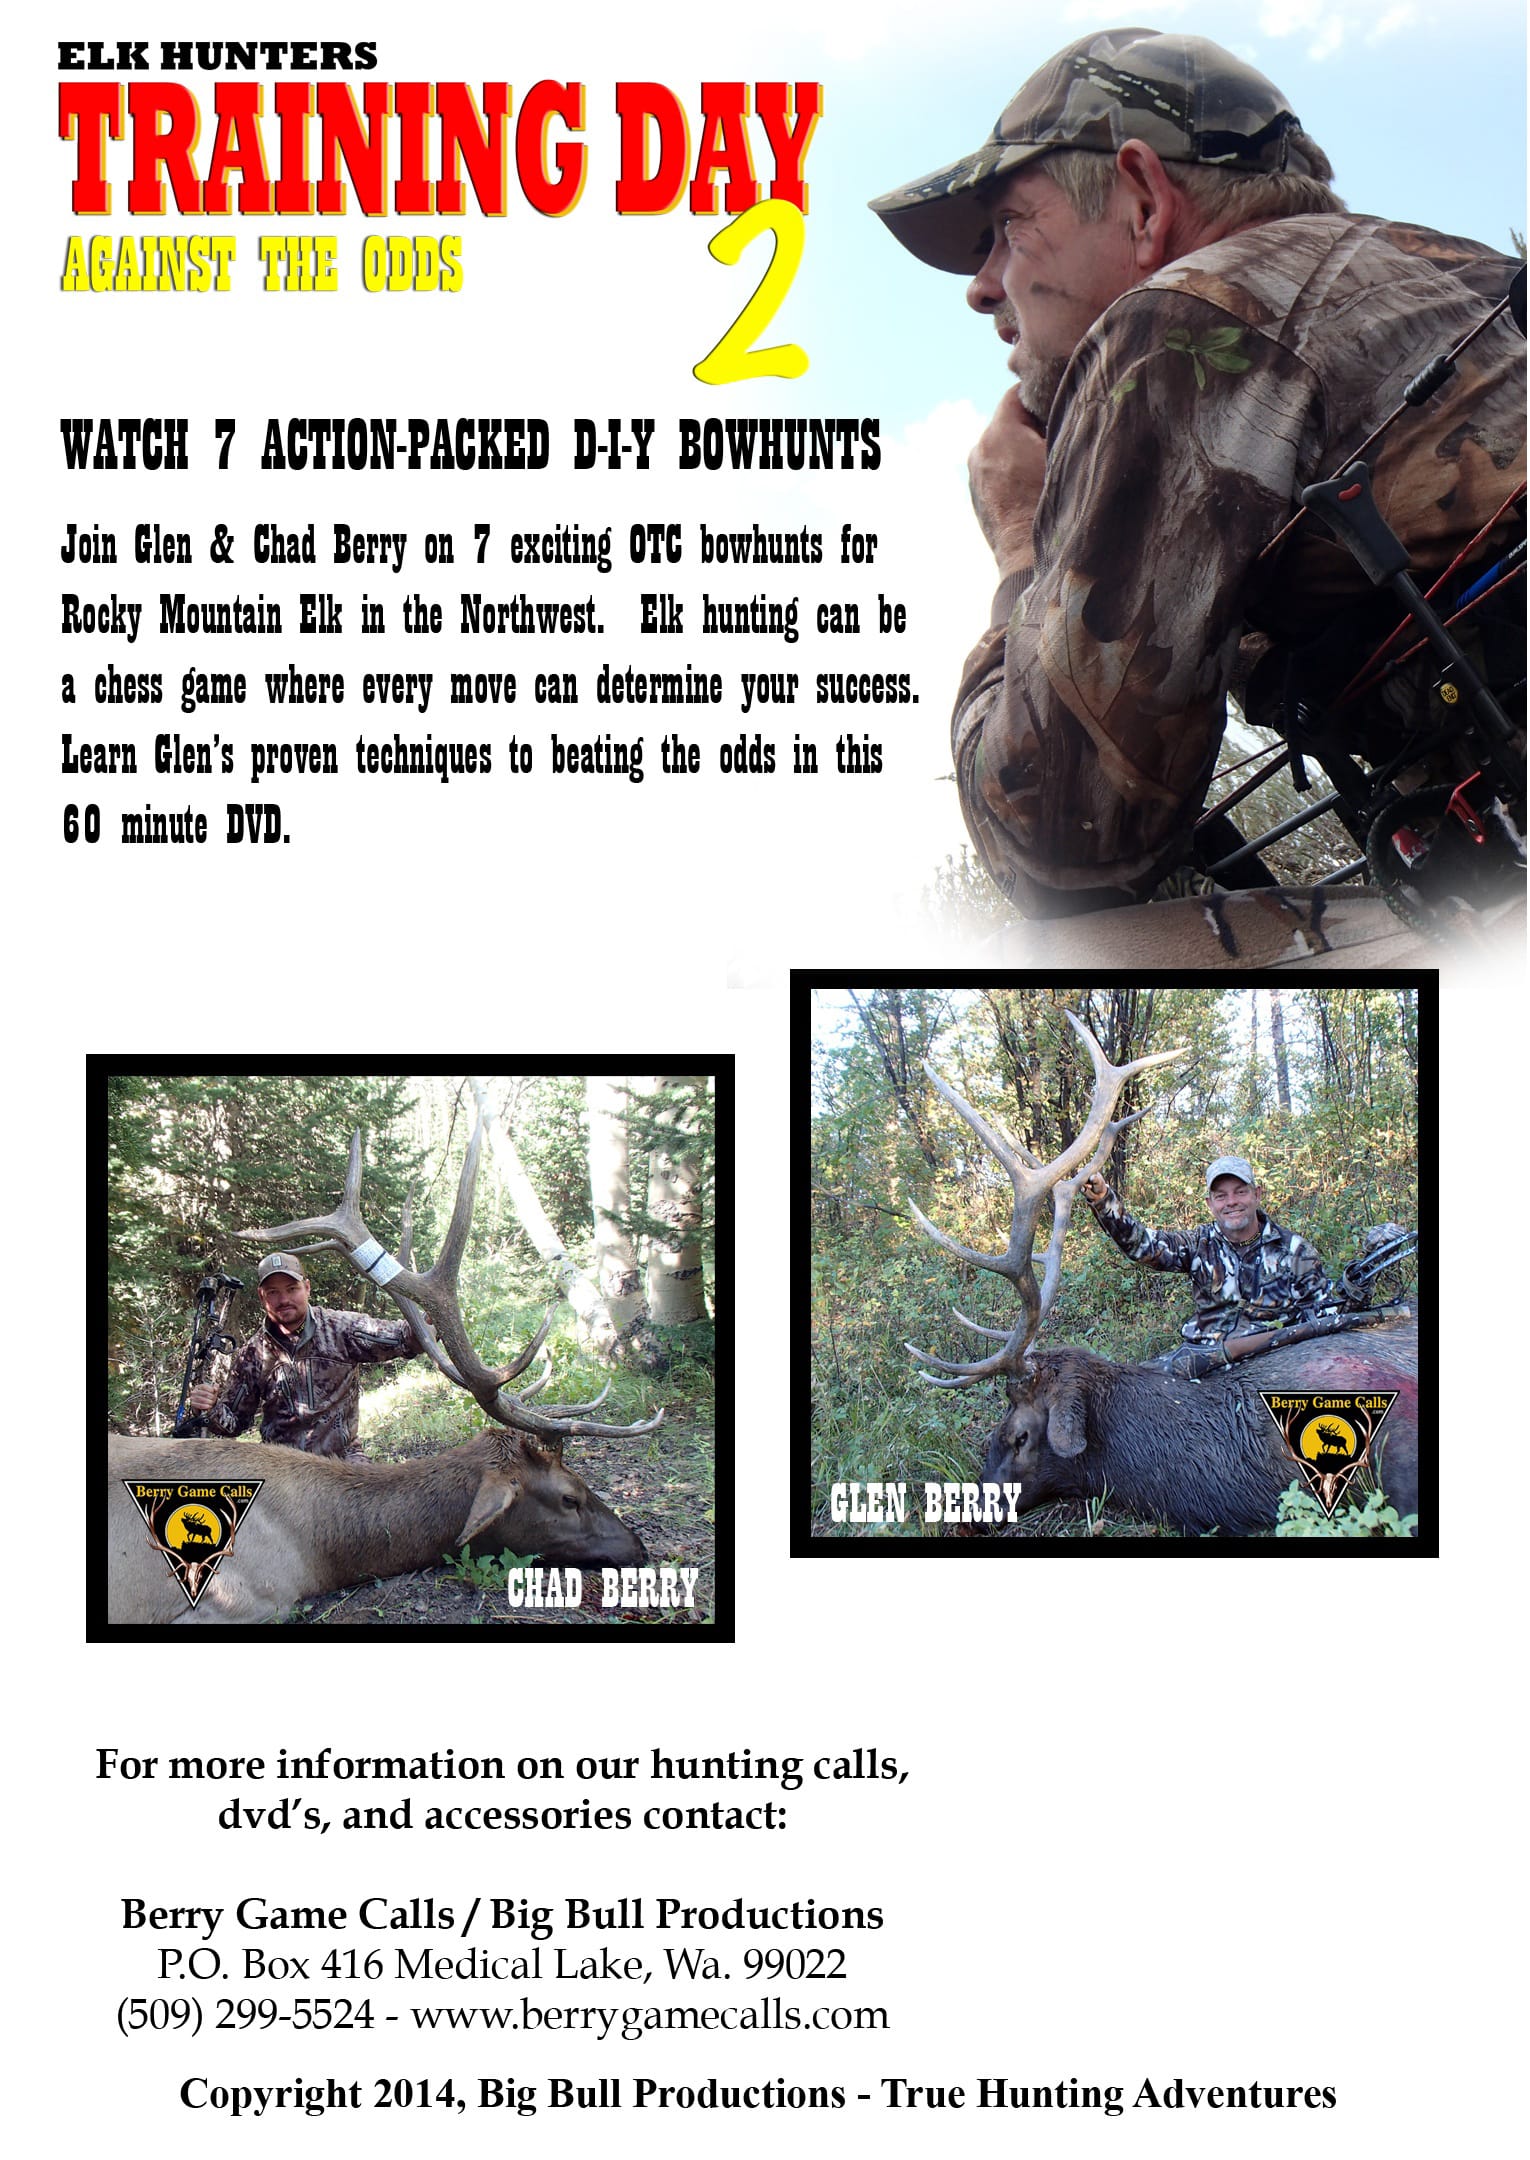 ELK HUNTERS
TRAINING DAY
2
AGAINST THE ODDS
WATCH 7 ACTION-PACKED D-I-Y BOWHUNTS
Join Glen & Chad Berry on 7 exciting OTC bowhunts for
Rocky Mountain Elk in the Northwest. Elk hunting can be
a chess game where every move can determine your success.
Learn Glen's proven techniques to beating the odds in this
60 minute DVD.
Berry Game Calls
.com
GLEN BERRY
Berry Game Calls
.com
CHAD BERRY
For more information on our hunting calls,
dvd's, and accessories contact:
Berry Game Calls / Big Bull Productions
P.O. Box 416 Medical Lake, Wa. 99022
(509) 299-5524 - www.berrygamecalls.com
Copyright 2014, Big Bull Productions - True Hunting Adventures